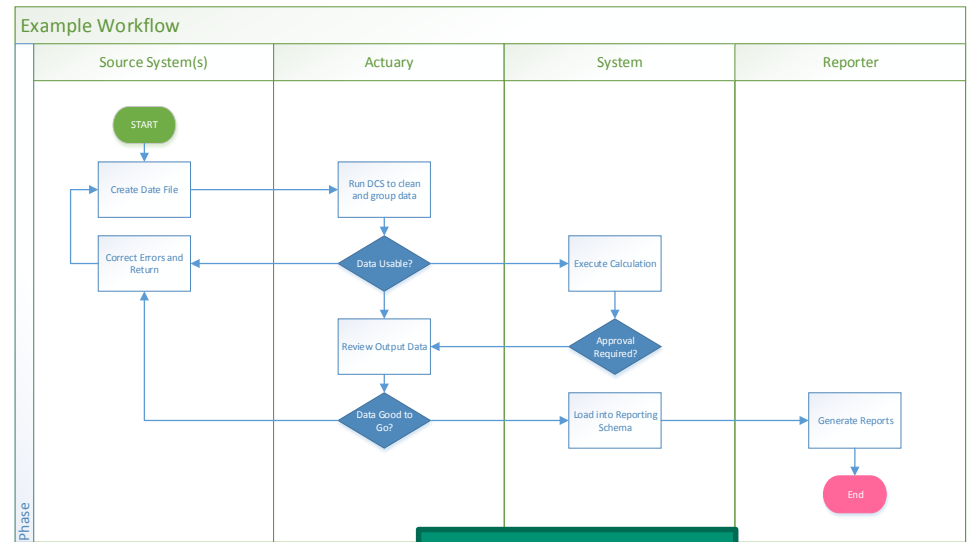 Example Workflow
Source System(s)
Actuary
System
Reporter
START
Create Date File
Run DCS to clean
and group data
Correct Errors and
Return
Data Usable?
Execute Calculation
Review Output Data
Approval
Required?
Data Good to
Go?
Load into Reporting
Schema
Generate Reports
End
Phase